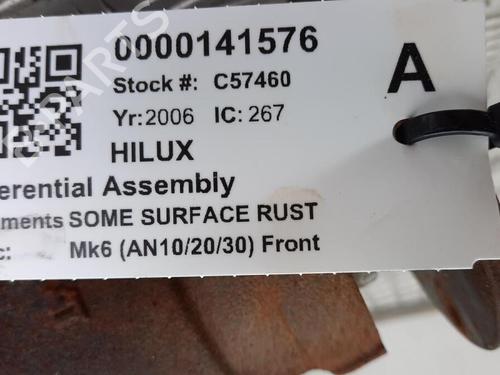 0000141576
Stock #: C57460
A
Yr:2006 IC: 267
HILUX
erential Assembly
ments SOME SURFACE RUST
c: Mk6 (AN10/20/30) Front